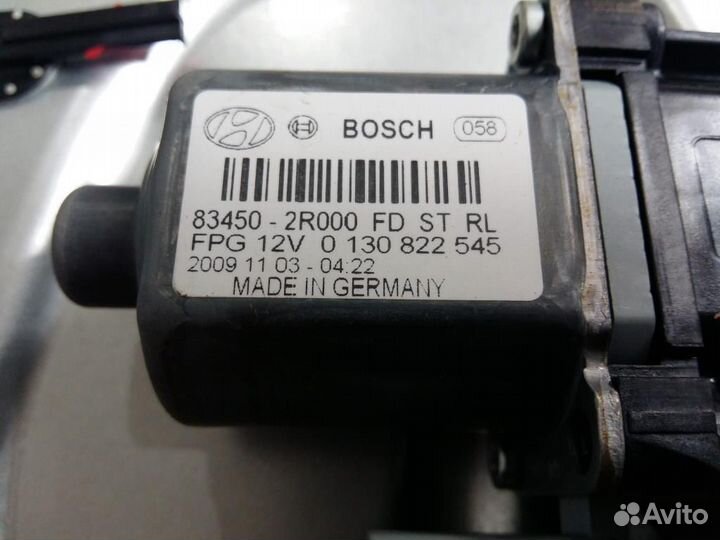 BOSCH 058
83450 - 2R000 FD ST RL
FPG 12V 0 130 822 545
2009 11 03 - 04:22
MADE IN GERMANY
Avito